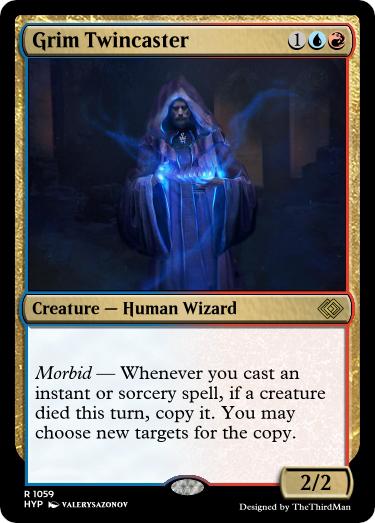 Grim Twincaster 1
Creature — Human Wizard
Morbid — Whenever you cast an
instant or sorcery spell, if a creature
died this turn, copy it. You may
choose new targets for the copy.
2/2
R 1059
HYP VALERYSAZONOV
Designed by TheThirdMan